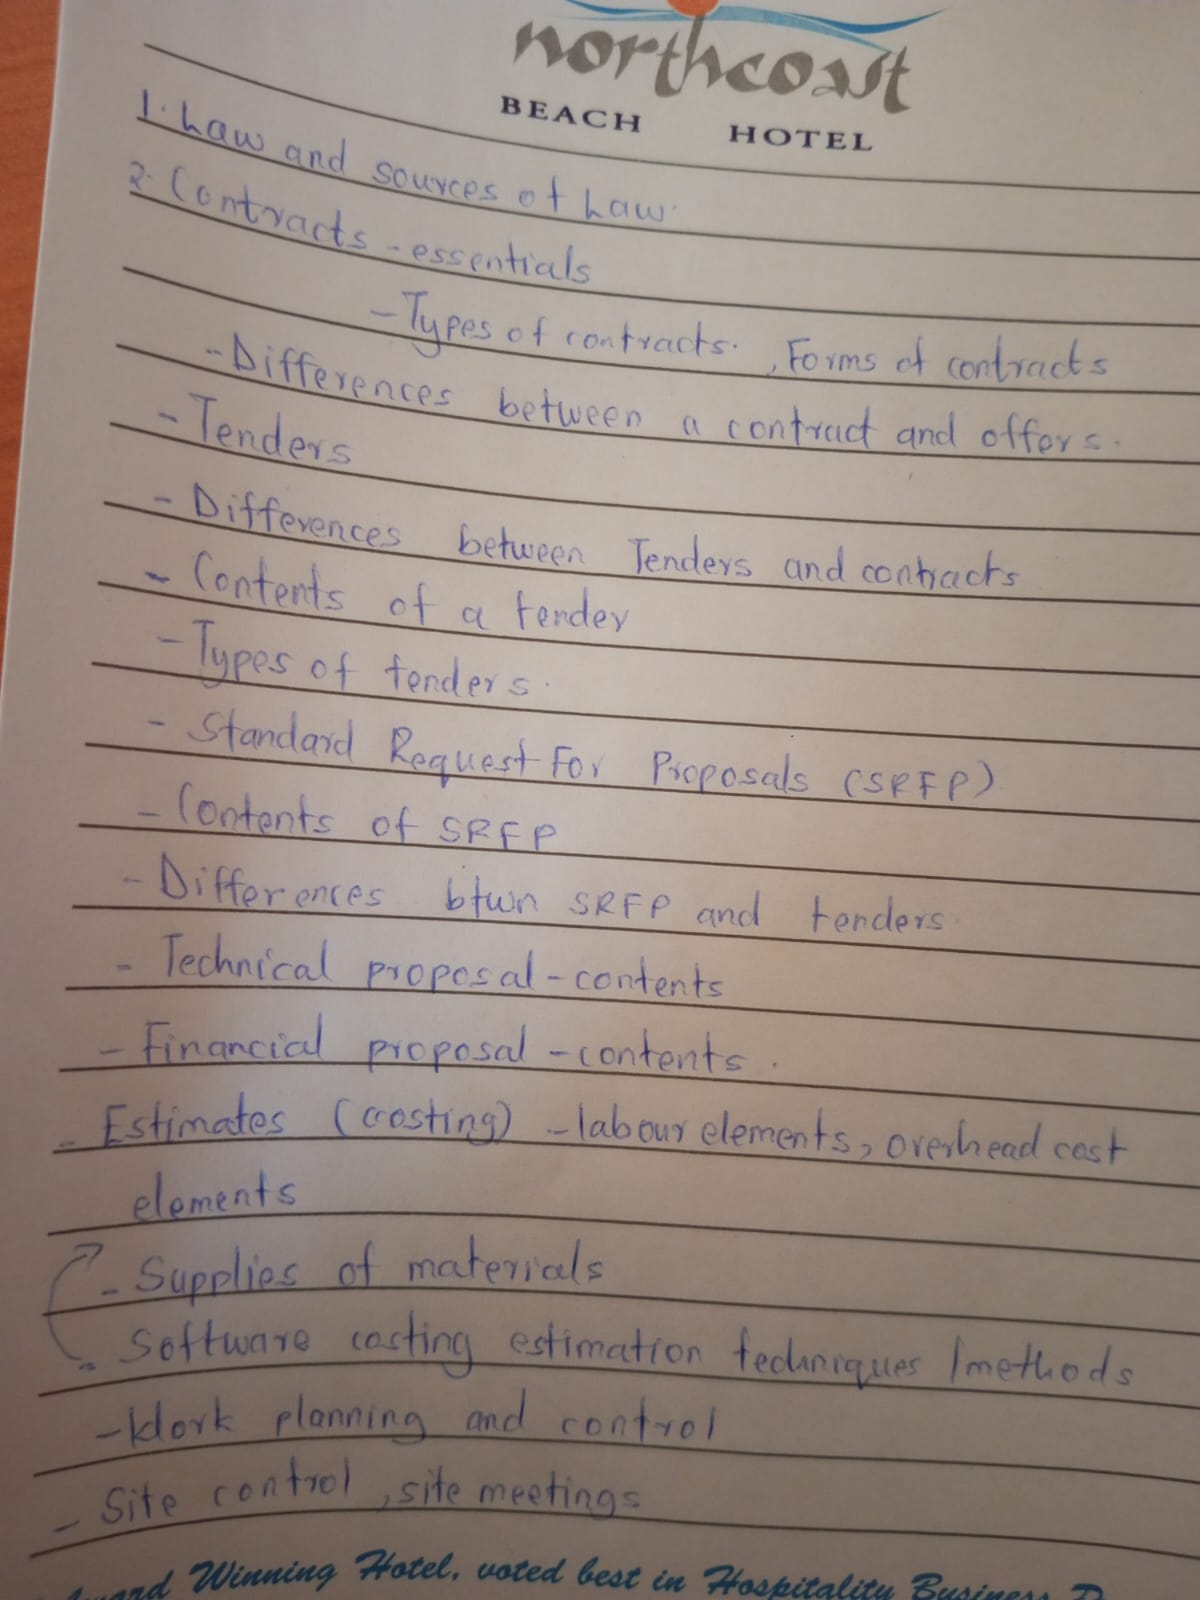 northcoast
BEACH HOTEL
1. Law and sources of Law.
2. Contracts - essentials
- Types of contracts. , Forms of contracts
- Differences between a contract and offers.
- Tenders
- Differences between Tenders and contracts
- Contents of a tender
- Types of tenders.
- Standard Request For Proposals (SRFP)
- Contents of SRFP
- Differences btwn SRFP and tenders
- Technical proposal - contents
- Financial proposal - contents.
- Estimates (costing) - labour elements, overhead cost
elements
- Supplies of materials
- Software costing estimation techniques /methods
- Work planning and control
- Site control, site meetings
Award Winning Hotel, voted best in Hospitality Business